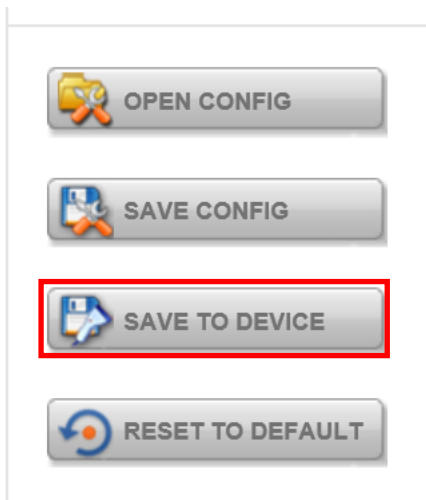 OPEN CONFIG
SAVE CONFIG
SAVE TO DEVICE
RESET TO DEFAULT